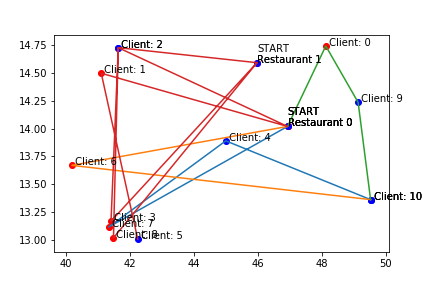 14.75
14.50
14.25
14.00
13.75
13.50
13.25
13.00
40
42
44
46
48
50
START
Restaurant 1
START
Restaurant 0
Client: 0
Client: 2
Client: 1
Client: 9
Client: 4
Client: 6
Client: 10
Client: 3
Client: 7
Client: 5